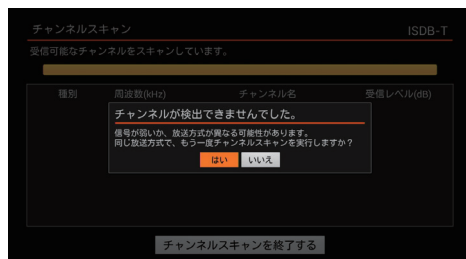 チャンネルスキャン ISDB-T
受信可能なチャンネルをスキャンしています。
種別 周波数(kHz) チャンネル名 受信レベル(dB)
チャンネルが検出できませんでした。
信号が弱いか、放送方式が異なる可能性があります。
同じ放送方式で、もう一度チャンネルスキャンを実行しますか？
はい いいえ
チャンネルスキャンを終了する